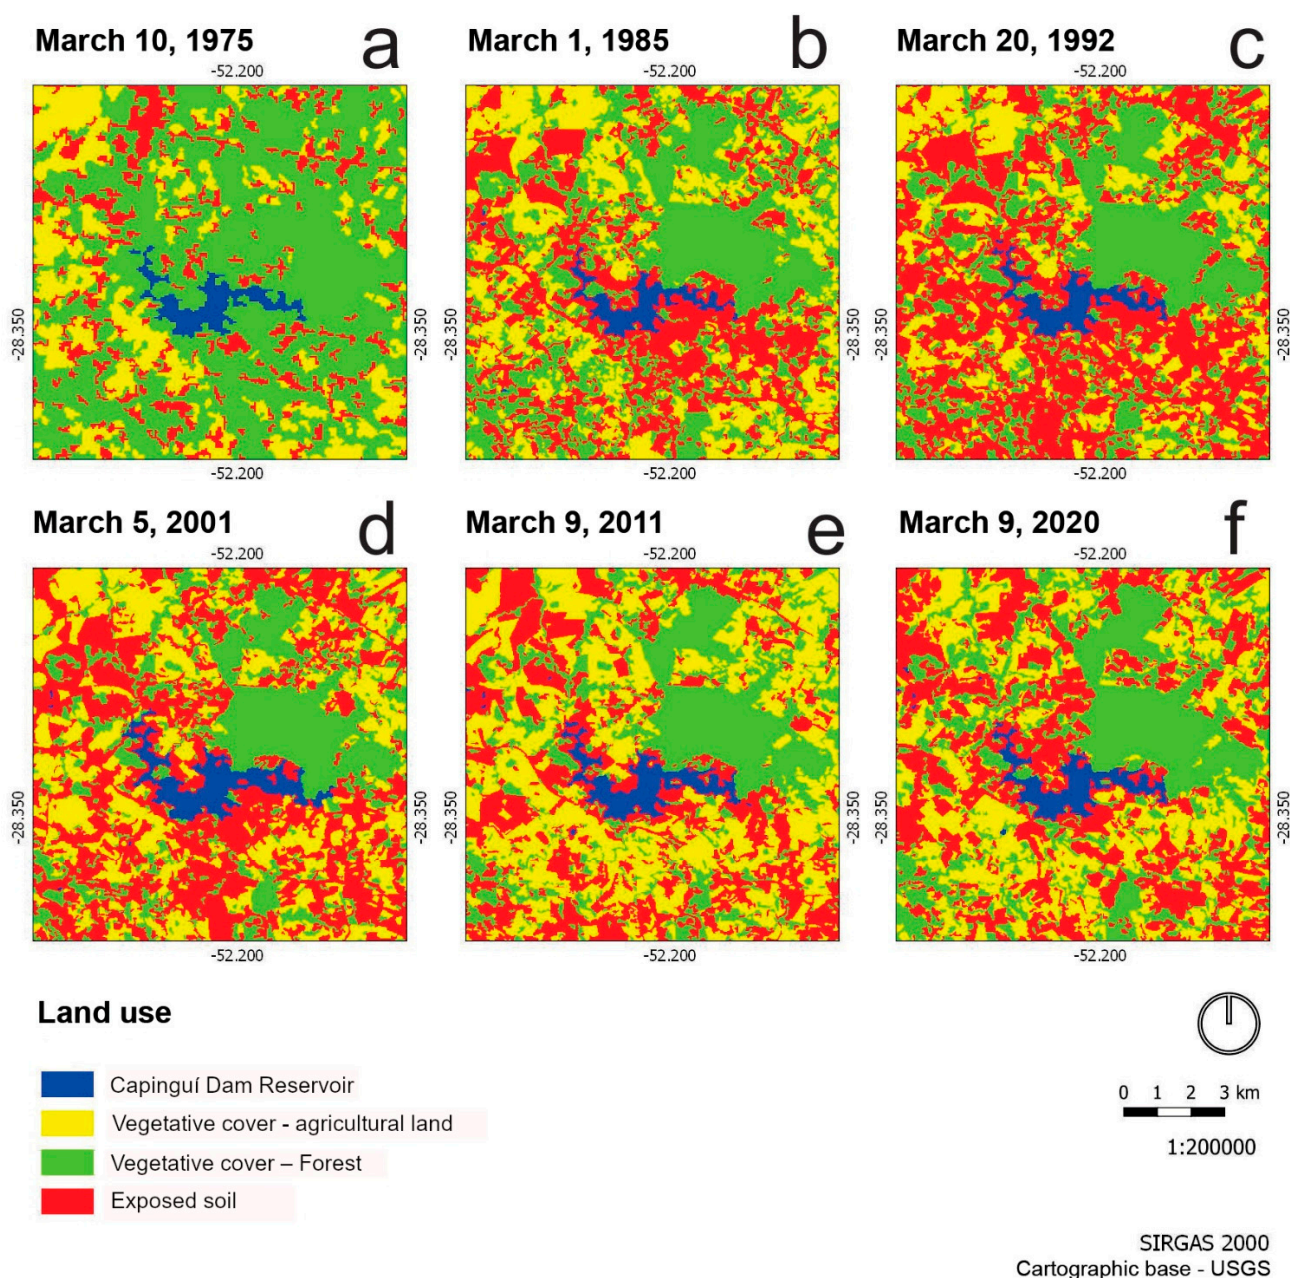 March 10, 1975 a
March 1, 1985 b
March 20, 1992 c
-52.200
-52.200
-52.200
-28.350
-28.350
-28.350
-28.350
-28.350
-28.350
-52.200
-52.200
-52.200
March 5, 2001 d
March 9, 2011 e
March 9, 2020 f
-52.200
-52.200
-52.200
-28.350
-28.350
-28.350
-28.350
-28.350
-28.350
-52.200
-52.200
-52.200
Land use
Capinguí Dam Reservoir
Vegetative cover - agricultural land
Vegetative cover – Forest
Exposed soil
0 1 2 3 km
1:200000
SIRGAS 2000
Cartographic base - USGS